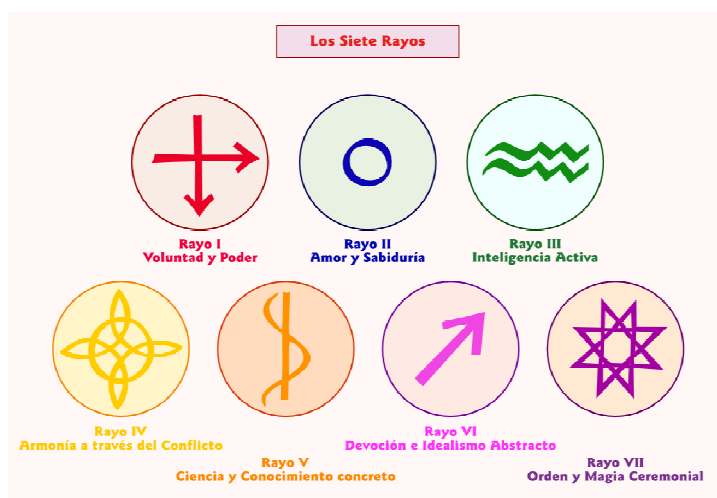 Los Siete Rayos
Rayo I
Voluntad y Poder
Rayo II
Amor y Sabiduría
Rayo III
Inteligencia Activa
Rayo IV
Armonía a través del Conflicto
Rayo V
Ciencia y Conocimiento concreto
Rayo VI
Devoción e Idealismo Abstracto
Rayo VII
Orden y Magia Ceremonial